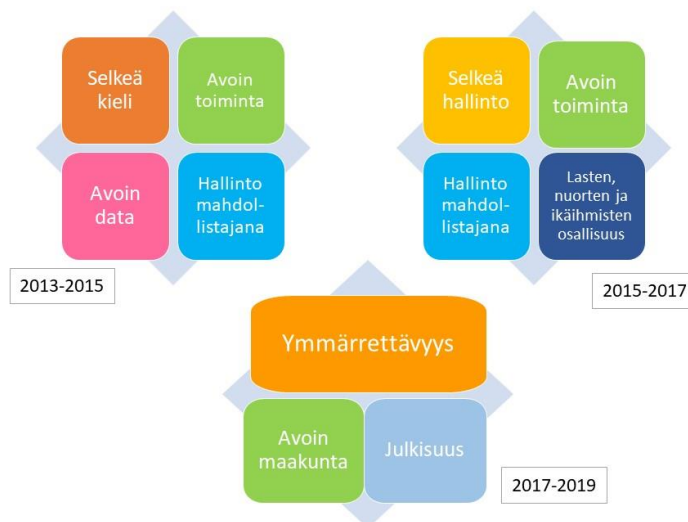 Selkeä
kieli
Avoin
toiminta
Avoin
data
Hallinto
mahdol-
listajana
2013-2015
Selkeä
hallinto
Avoin
toiminta
Hallinto
mahdol-
listajana
Lasten,
nuorten ja
ikäihmisten
osallisuus
2015-2017
Ymmärrettävyys
Avoin
maakunta
Julkisuus
2017-2019